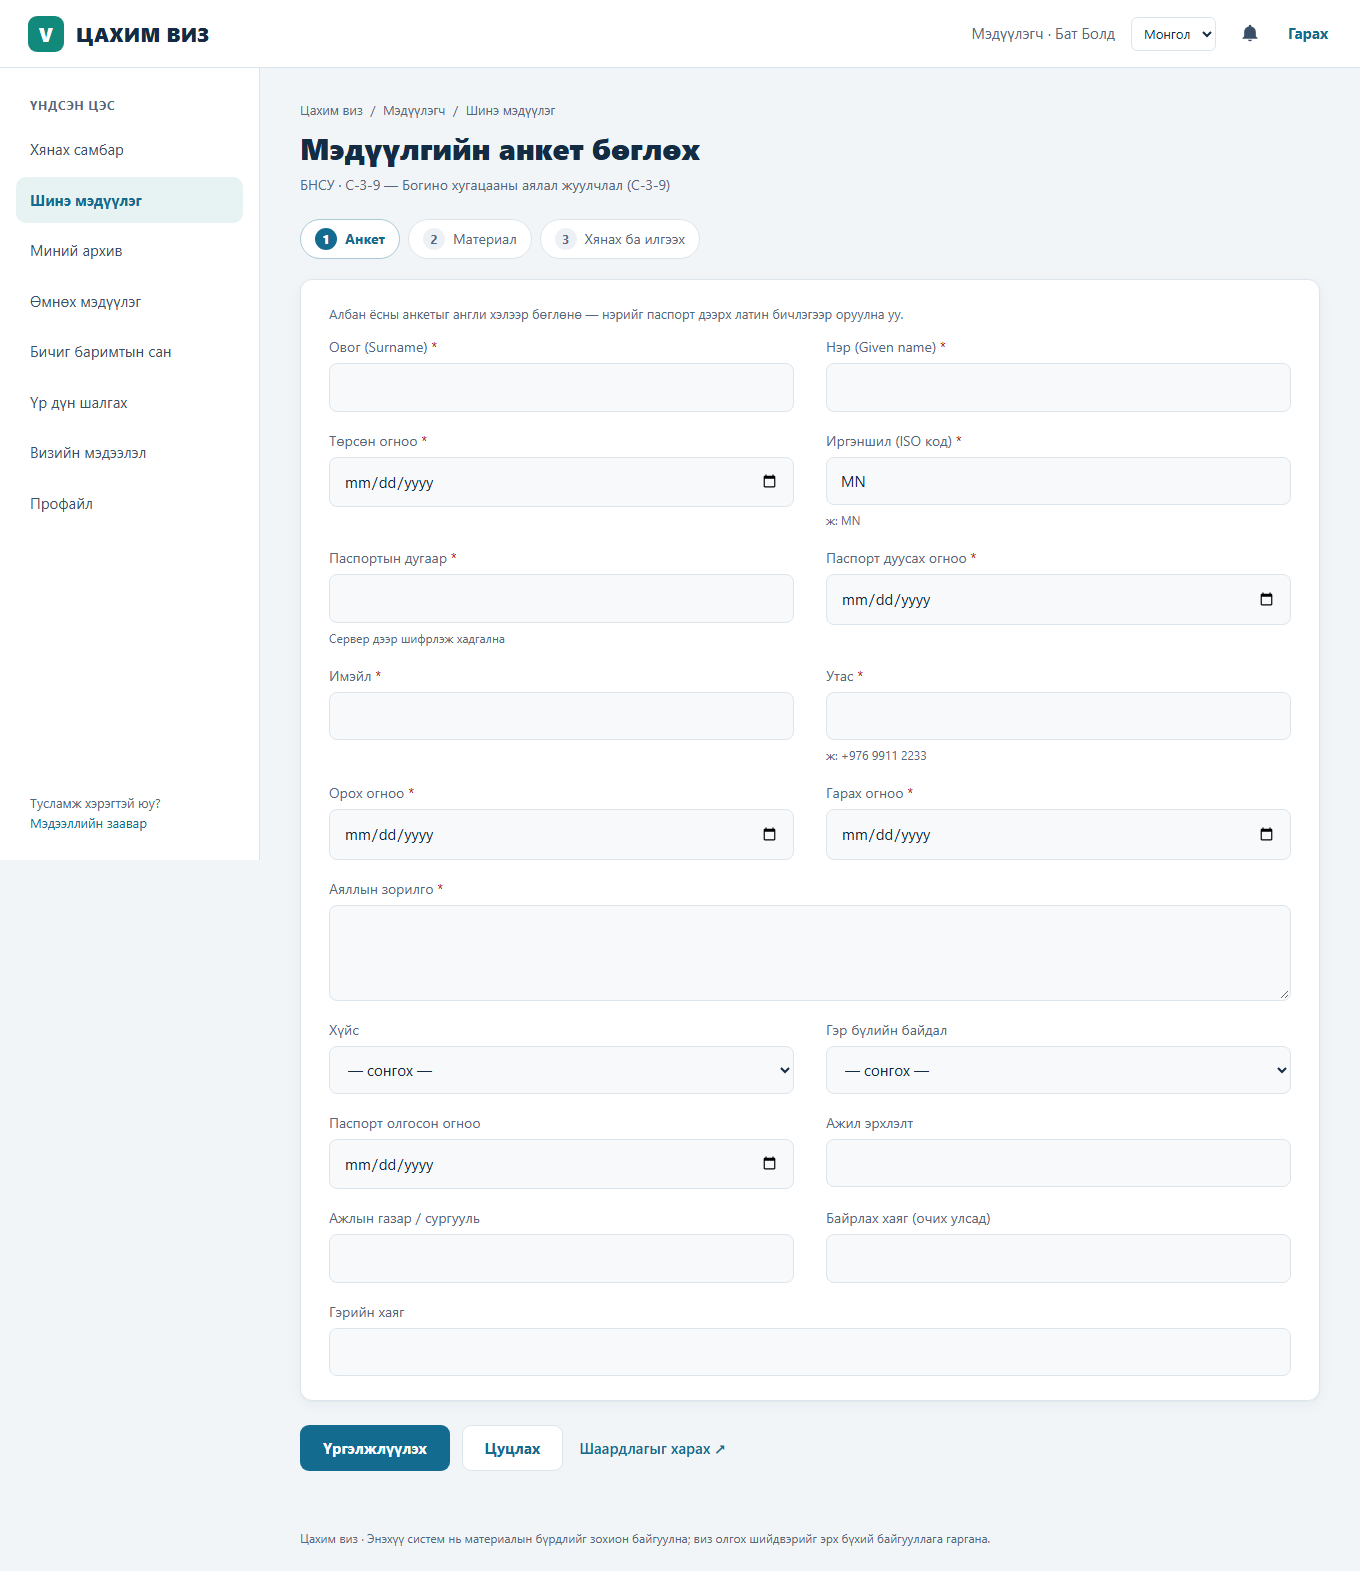 V ЦАХИМ ВИЗ
Мэдүүлэгч · Бат Болд
Монгол
Гарах
ҮНДСЭН ЦЭС
Хянах самбар
Шинэ мэдүүлэг
Миний архив
Өмнөх мэдүүлэг
Бичиг баримтын сан
Үр дүн шалгах
Визийн мэдээлэл
Профайл
Тусламж хэрэгтэй юу?
Мэдээллийн заавар
Цахим виз / Мэдүүлэгч / Шинэ мэдүүлэг
Мэдүүлгийн анкет бөглөх
БНСУ · C-3-9 — Богино хугацааны аялал жуулчлал (C-3-9)
1 Анкет
2 Материал
3 Хянах ба илгээх
Албан ёсны анкетыг англи хэлээр бөглөнө — нэрийг паспорт дээрх латин бичлэгээр оруулна уу.
Овог (Surname) *
Нэр (Given name) *
Төрсөн огноо *
mm/dd/yyyy
Иргэншил (ISO код) *
MN
ж: MN
Паспортын дугаар *
Сервер дээр шифрлэж хадгална
Паспорт дуусах огноо *
mm/dd/yyyy
Имэйл *
Утас *
ж: +976 9911 2233
Орох огноо *
mm/dd/yyyy
Гарах огноо *
mm/dd/yyyy
Аяллын зорилго *
Хүйс
— сонгох —
Гэр бүлийн байдал
— сонгох —
Паспорт олгосон огноо
mm/dd/yyyy
Ажил эрхлэлт
Ажлын газар / сургууль
Байрлах хаяг (очих улсад)
Гэрийн хаяг
Үргэлжлүүлэх
Цуцлах
Шаардлагыг харах ↗
Цахим виз · Энэхүү систем нь материалын бүрдлийг зохион байгуулна; виз олгох шийдвэрийг эрх бүхий байгууллага гаргана.